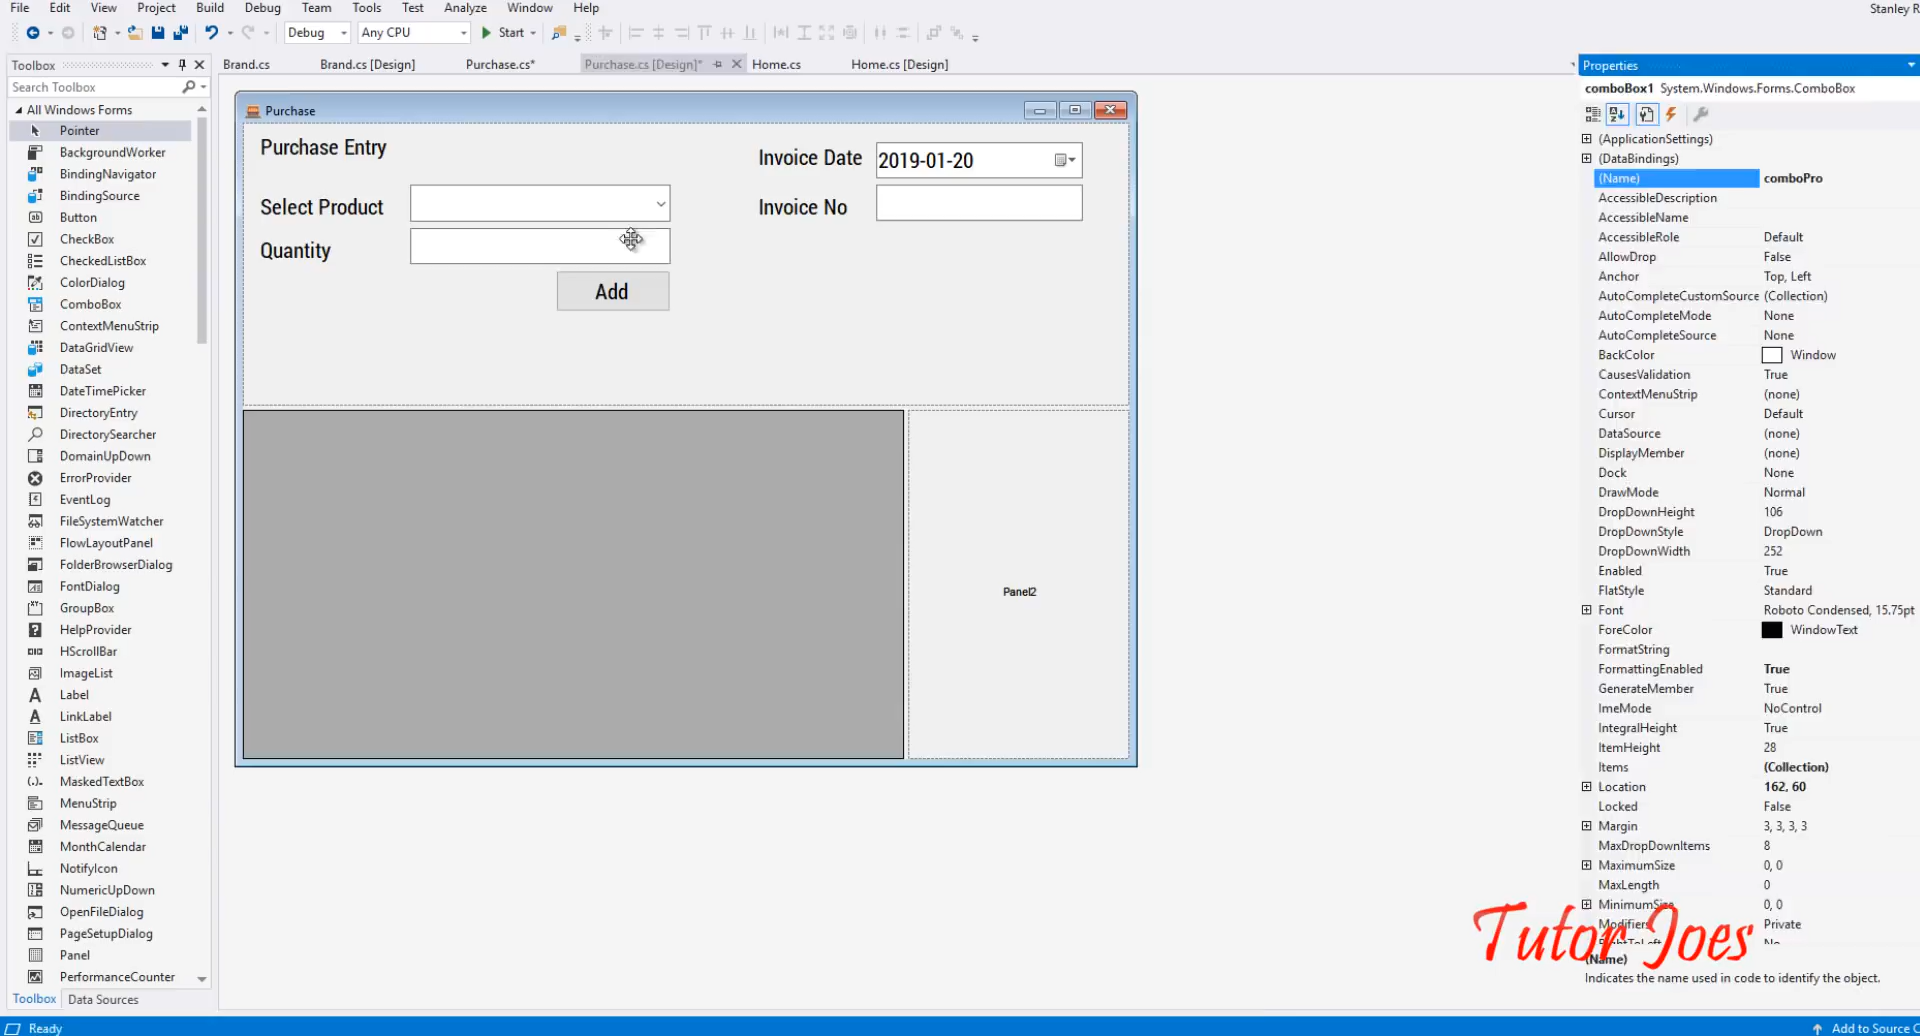 File Edit View Project Build Debug Team Tools Test Analyze Window Help
Stanley R
Debug Any CPU Start
Toolbox
Brand.cs Brand.cs [Design] Purchase.cs* Purchase.cs [Design]* Home.cs Home.cs [Design]
Search Toolbox
All Windows Forms
Pointer
BackgroundWorker
BindingNavigator
BindingSource
Button
CheckBox
CheckedListBox
ColorDialog
ComboBox
ContextMenuStrip
DataGridView
DataSet
DateTimePicker
DirectoryEntry
DirectorySearcher
DomainUpDown
ErrorProvider
EventLog
FileSystemWatcher
FlowLayoutPanel
FolderBrowserDialog
FontDialog
GroupBox
HelpProvider
HScrollBar
ImageList
Label
LinkLabel
ListBox
ListView
MaskedTextBox
MenuStrip
MessageQueue
MonthCalendar
NotifyIcon
NumericUpDown
OpenFileDialog
PageSetupDialog
Panel
PerformanceCounter
Toolbox Data Sources
Purchase
Purchase Entry
Invoice Date 2019-01-20
Select Product
Invoice No
Quantity
Add
Panel2
Properties
comboBox1 System.Windows.Forms.ComboBox
(ApplicationSettings)
(DataBindings)
(Name) comboPro
AccessibleDescription
AccessibleName
AccessibleRole Default
AllowDrop False
Anchor Top, Left
AutoCompleteCustomSource (Collection)
AutoCompleteMode None
AutoCompleteSource None
BackColor Window
CausesValidation True
ContextMenuStrip (none)
Cursor Default
DataSource (none)
DisplayMember (none)
Dock None
DrawMode Normal
DropDownHeight 106
DropDownStyle DropDown
DropDownWidth 252
Enabled True
FlatStyle Standard
Font Roboto Condensed, 15.75pt
ForeColor WindowText
FormatString
FormattingEnabled True
GenerateMember True
ImeMode NoControl
IntegralHeight True
ItemHeight 28
Items (Collection)
Location 162, 60
Locked False
Margin 3, 3, 3, 3
MaxDropDownItems 8
MaximumSize 0, 0
MaxLength 0
MinimumSize 0, 0
Modifiers Private
Tutor Joes
(Name)
Indicates the name used in code to identify the object.
Ready
Add to Source C